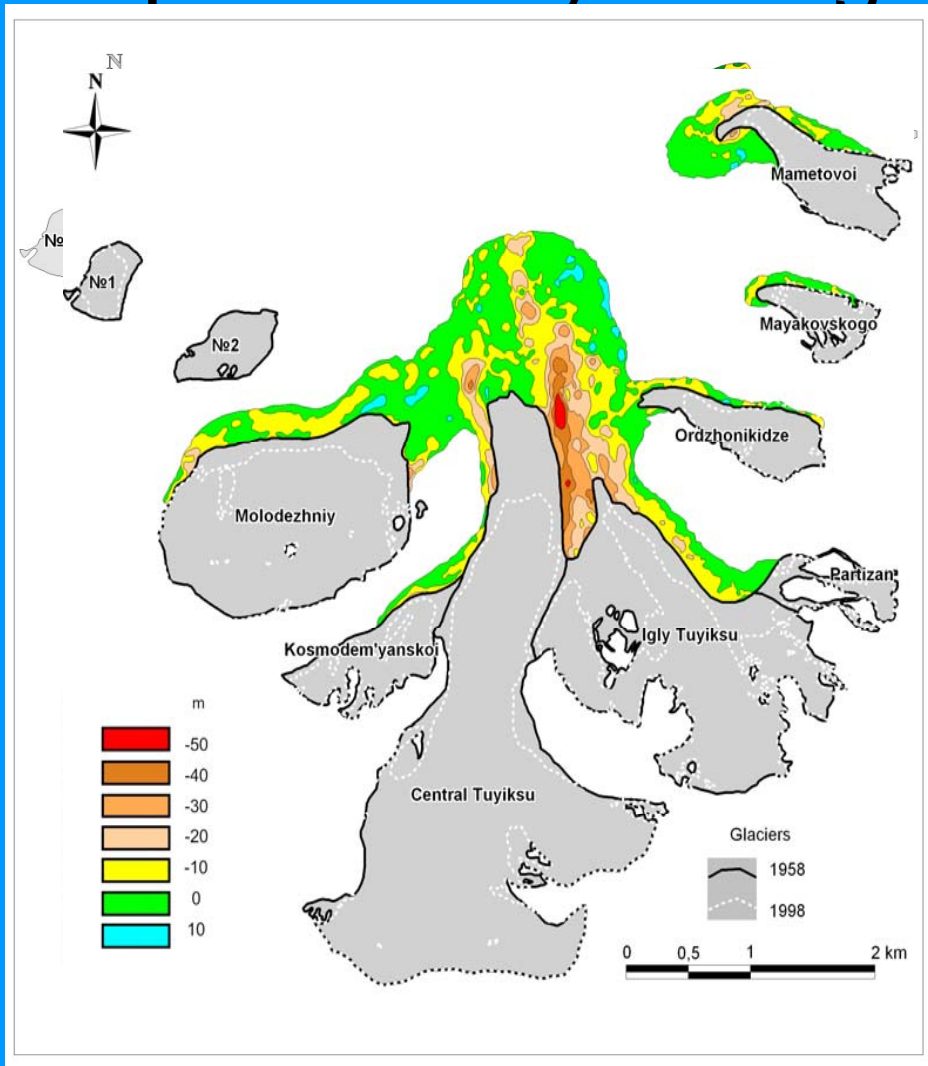 N
N
Mametovoi
№
№1
Mayakovskogo
№2
Ordzhonikidze
Molodezhniy
Partizan
Igly Tuyiksu
Kosmodem'yanskoi
m
-50
-40
-30
-20
-10
0
10
Central Tuyiksu
Glaciers
1958
1998
0 0,5 1 2 km